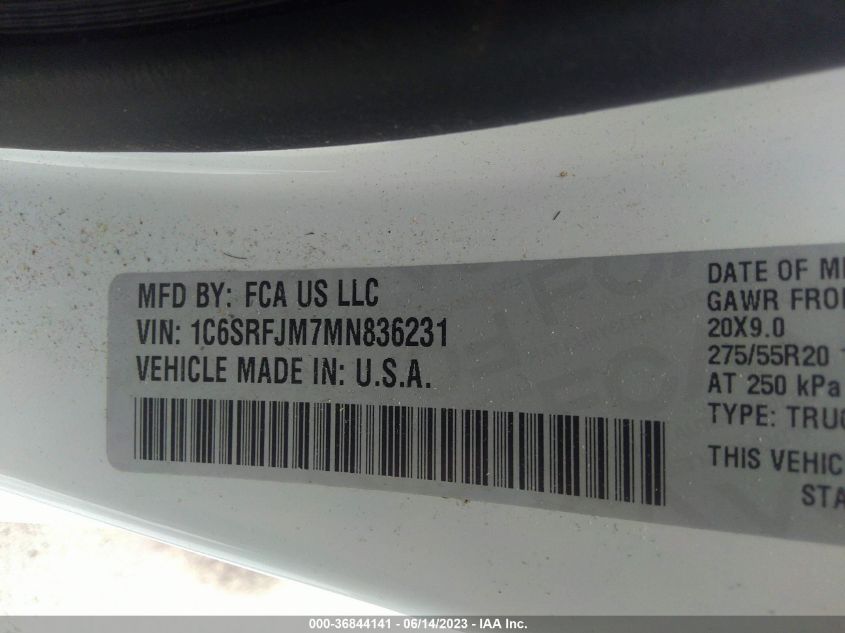 MFD BY: FCA US LLC
VIN: 1C6SRFJM7MN836231
VEHICLE MADE IN: U.S.A.
DATE OF M
GAWR FRO
20X9.0
275/55R20
AT 250 kPa
TYPE: TRUC
THIS VEHIC
STA
000-36844141 - 06/14/2023 - IAA Inc.